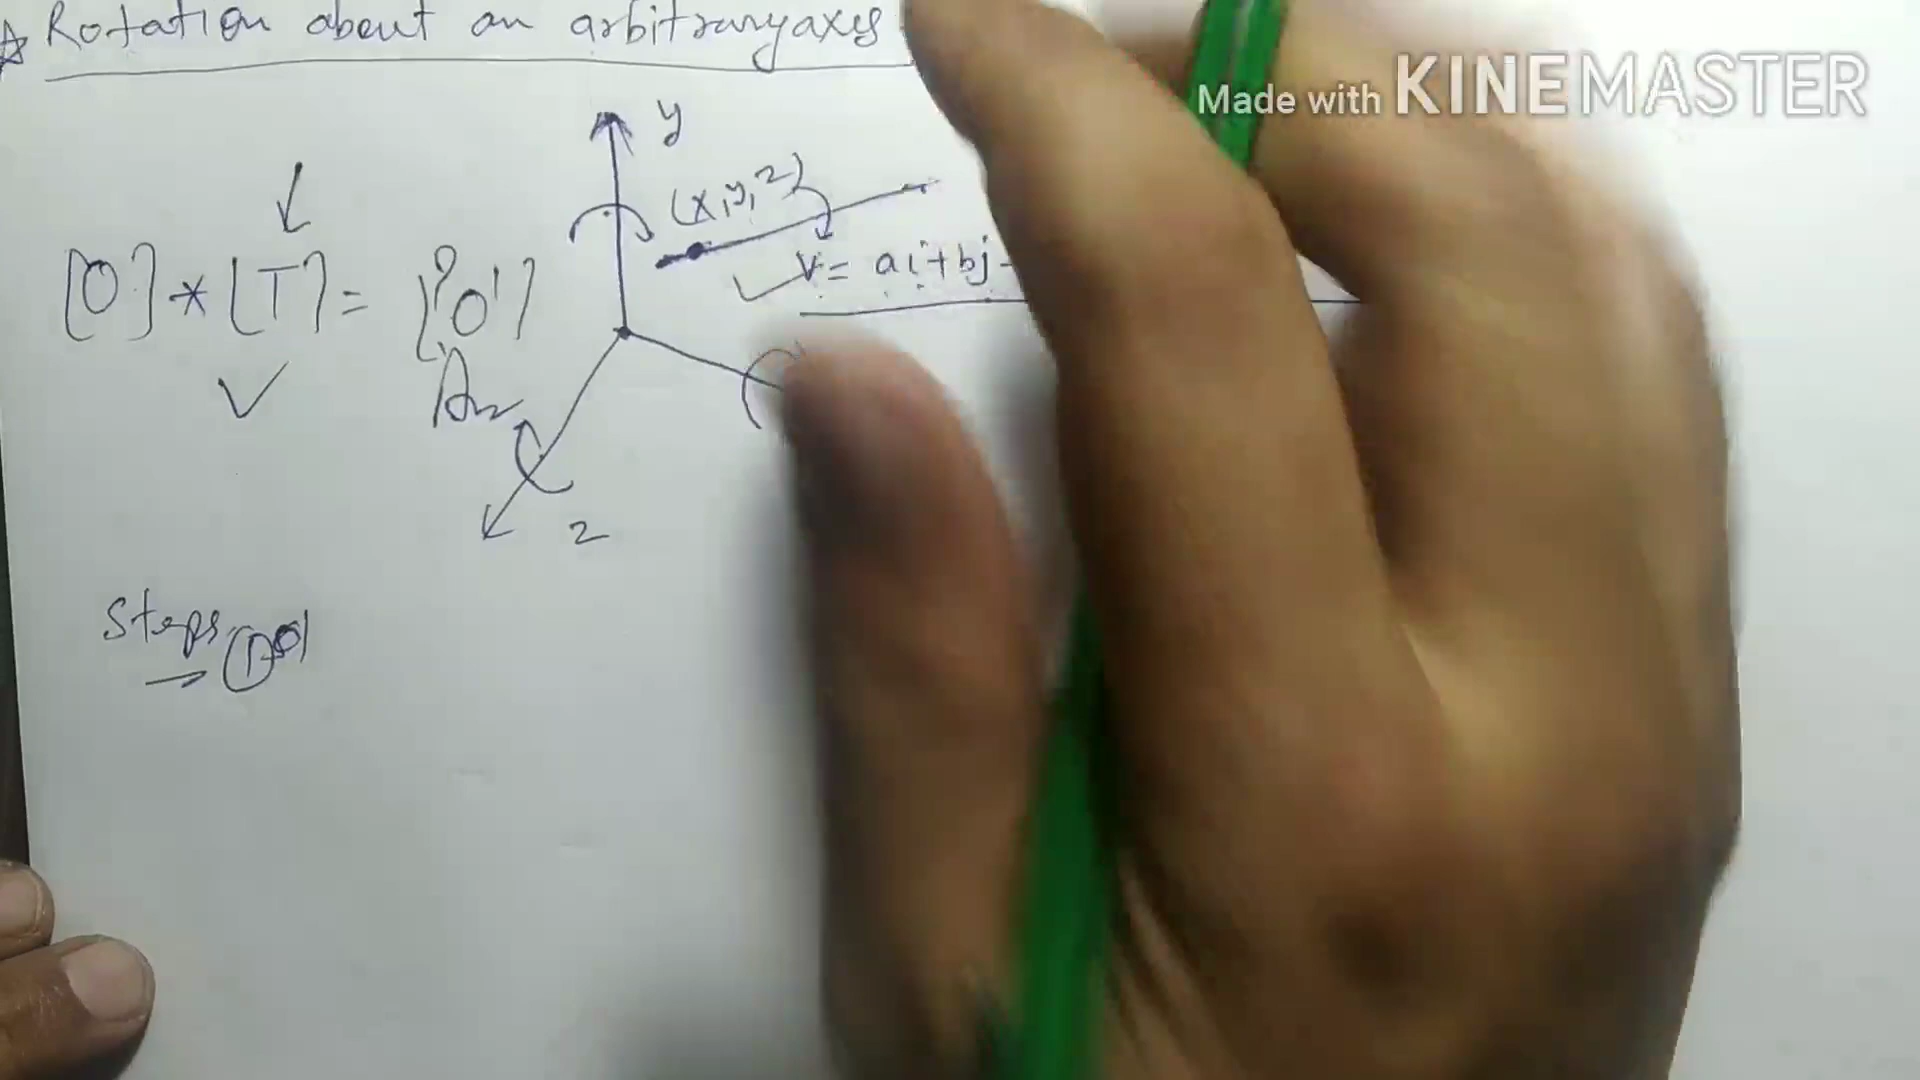 Rotation about an arbitrary axes
Made with KINEMASTER
y
(x,y,z)
[O] * [T] = [O']
V = ai+bj-
z
Steps